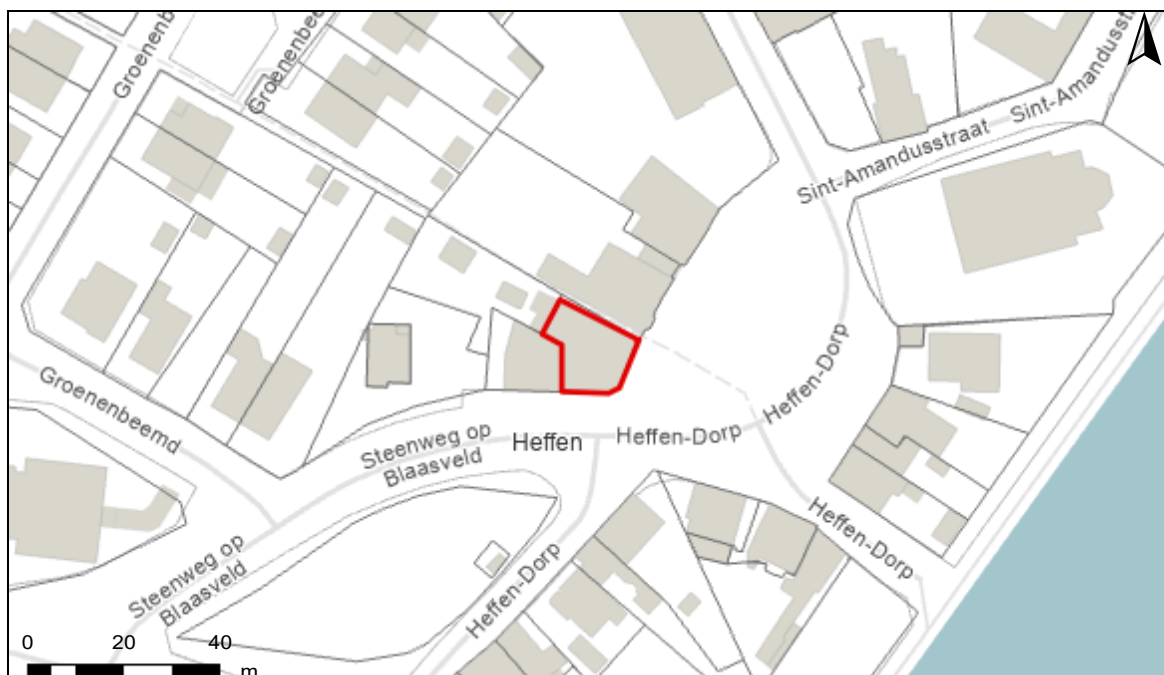 Groenenb
Groenenbee
Sint-Amandusstr
Sint-Amandusstraat
Heffen-Dorp
Groenenbeemd
Steenweg op
Blaasveld
Heffen
Heffen-Dorp
Heffen-Dorp
Steenweg op
Blaasveld
Heffen-Dorp
0 20 40
m